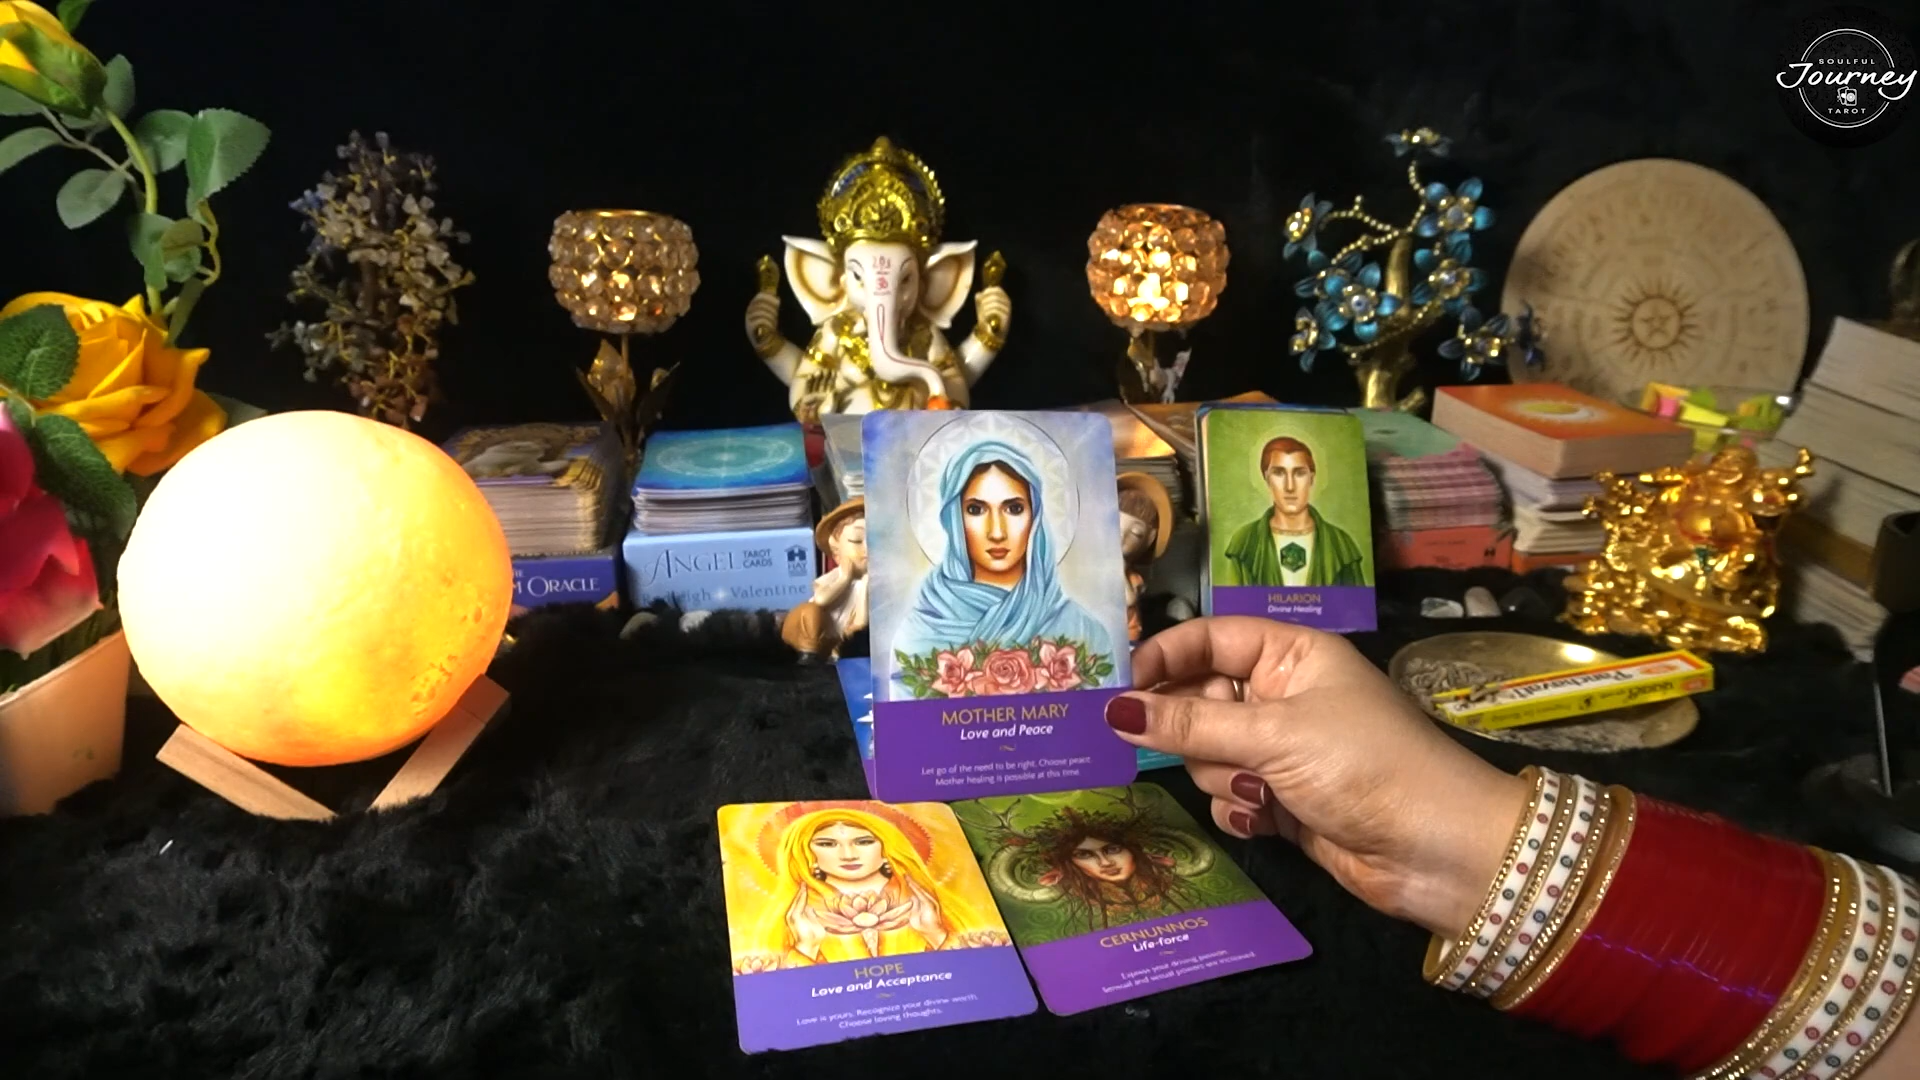 SOULFUL
Journey
TAROT
ORACLE
ANGEL TAROT
CARDS
HAY
Valentine
HILARION
Divine Healing
Panchavati
MOTHER MARY
Love and Peace
Let go of the need to be right. Choose peace.
Mother healing is possible at this time.
HOPE
Love and Acceptance
Love is yours. Recognize your divine worth.
Choose loving thoughts.
CERNUNNOS
Life-force
Express your driving passion.
Sensual and sexual powers are increased.